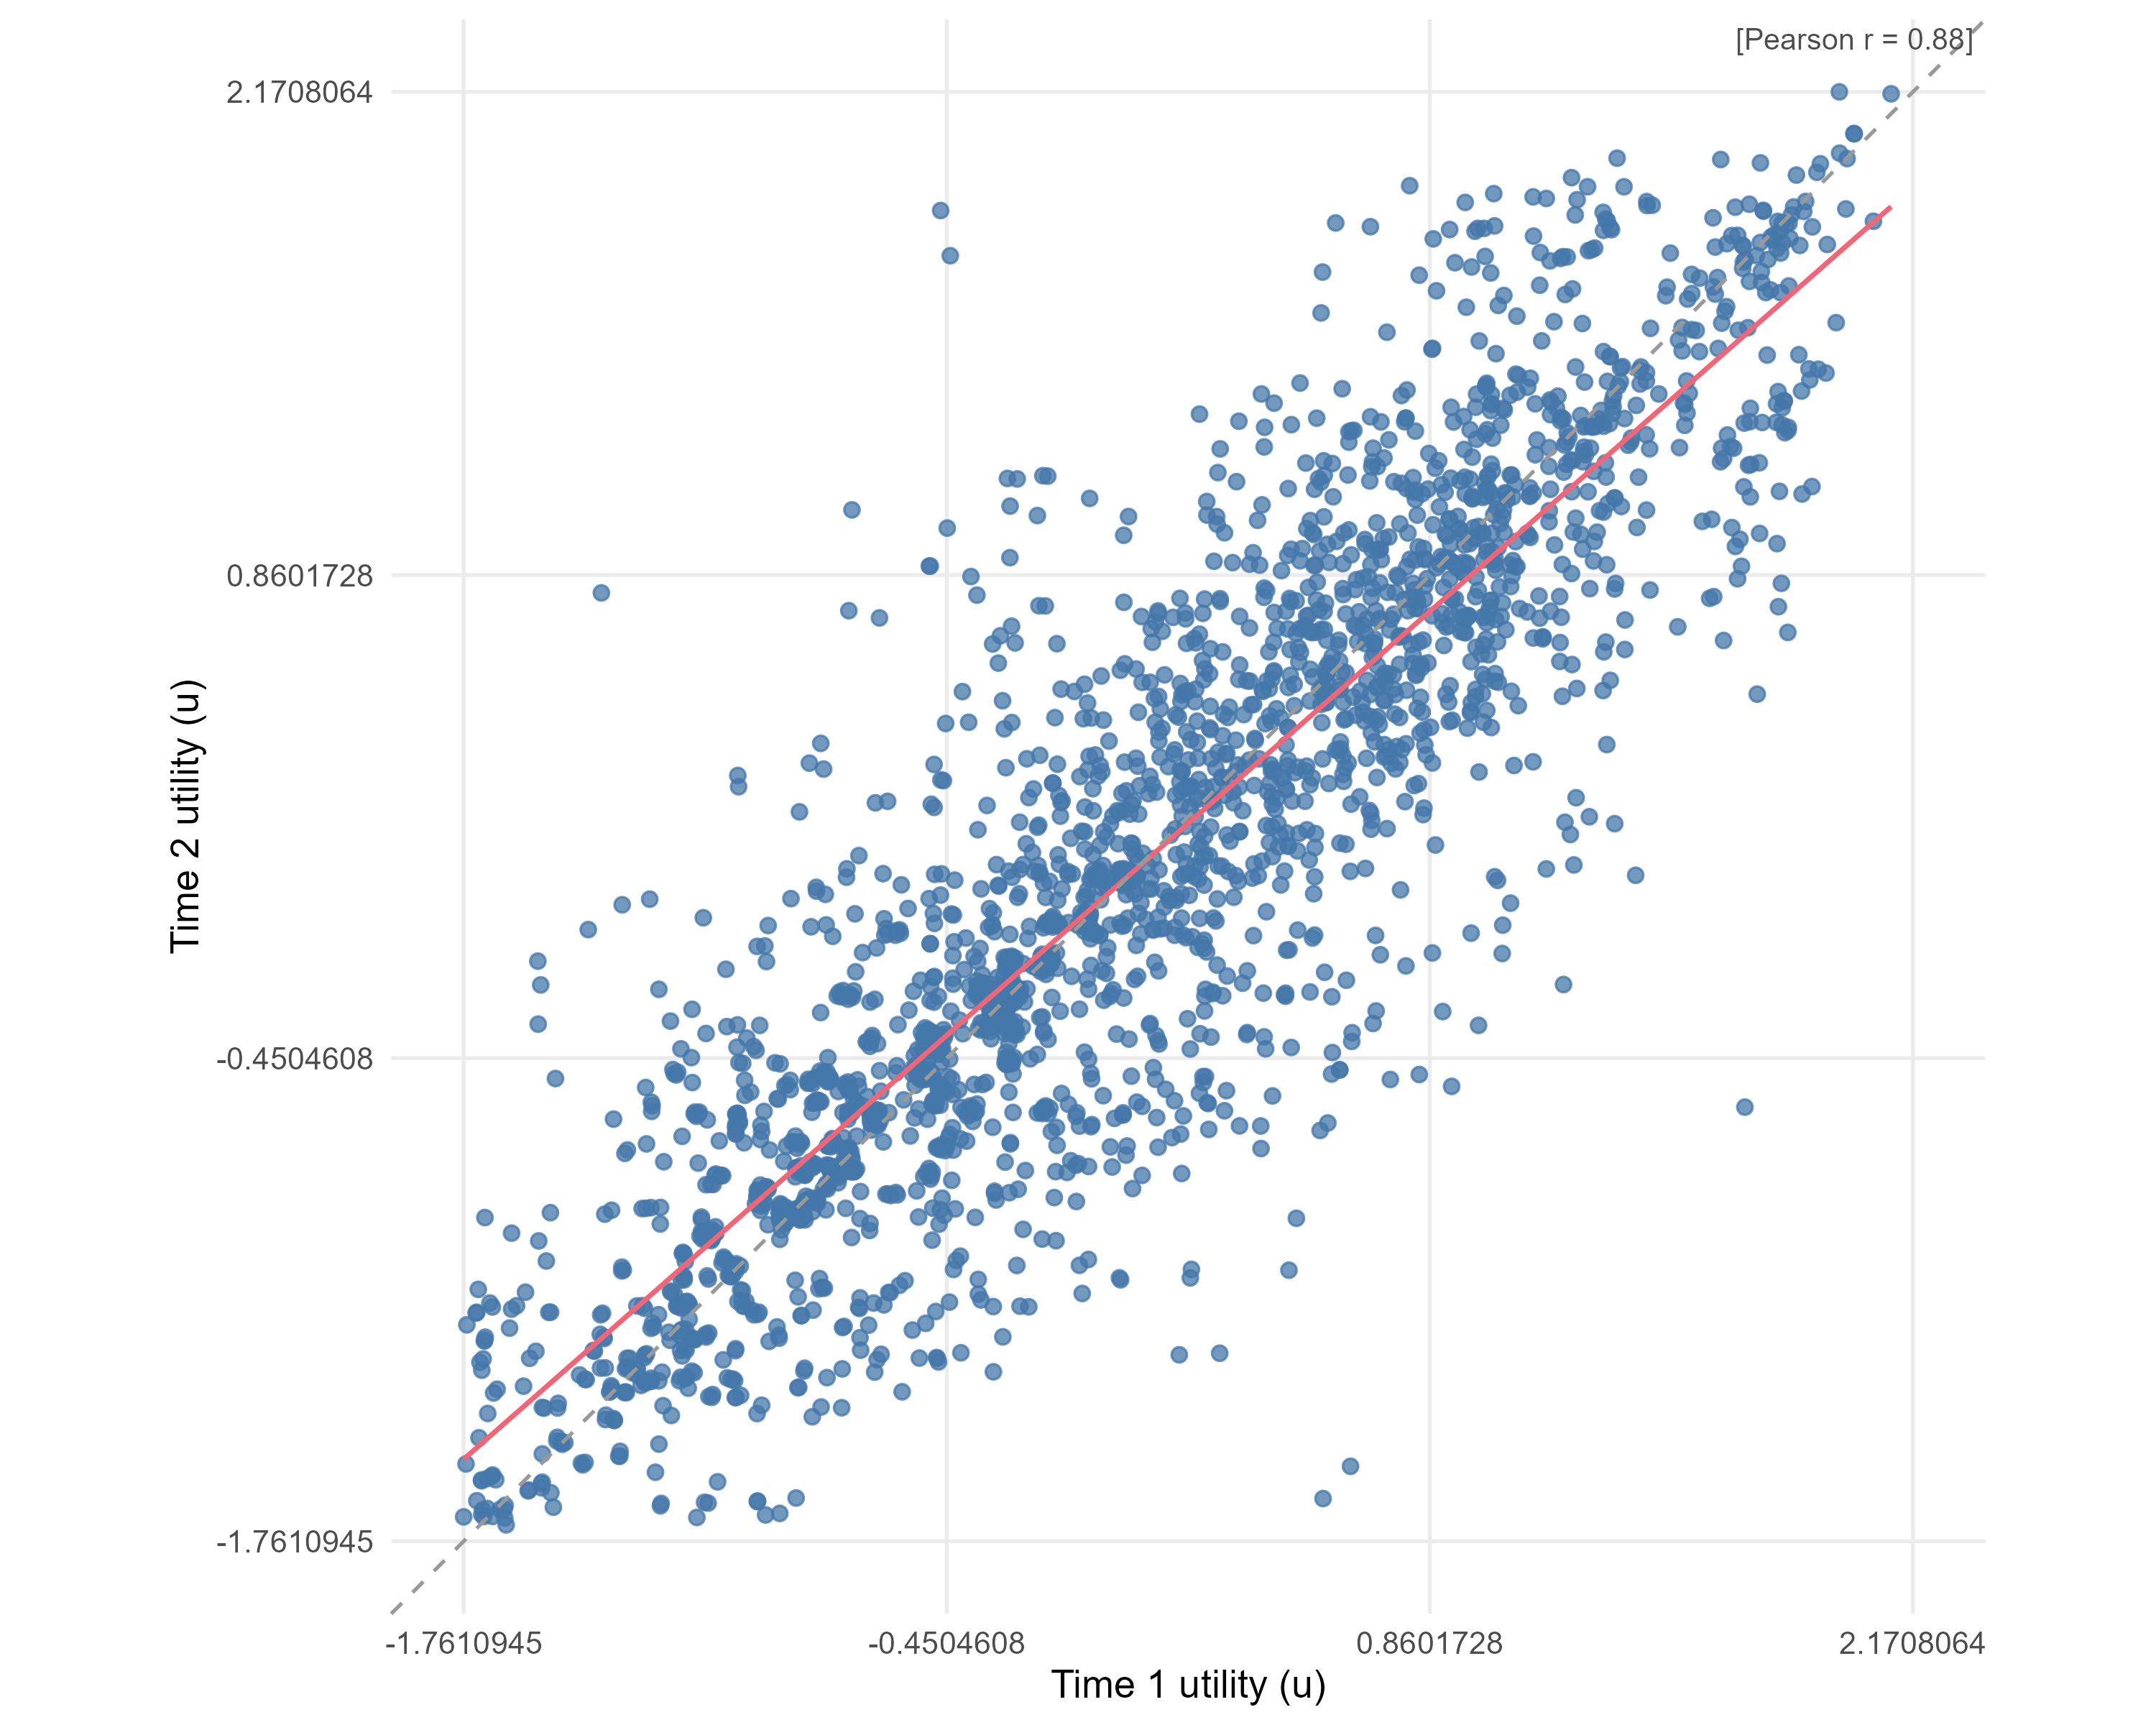 [Pearson r = 0.88]
2.1708064
0.8601728
-0.4504608
-1.7610945
Time 2 utility (u)
-1.7610945
-0.4504608
0.8601728
2.1708064
Time 1 utility (u)